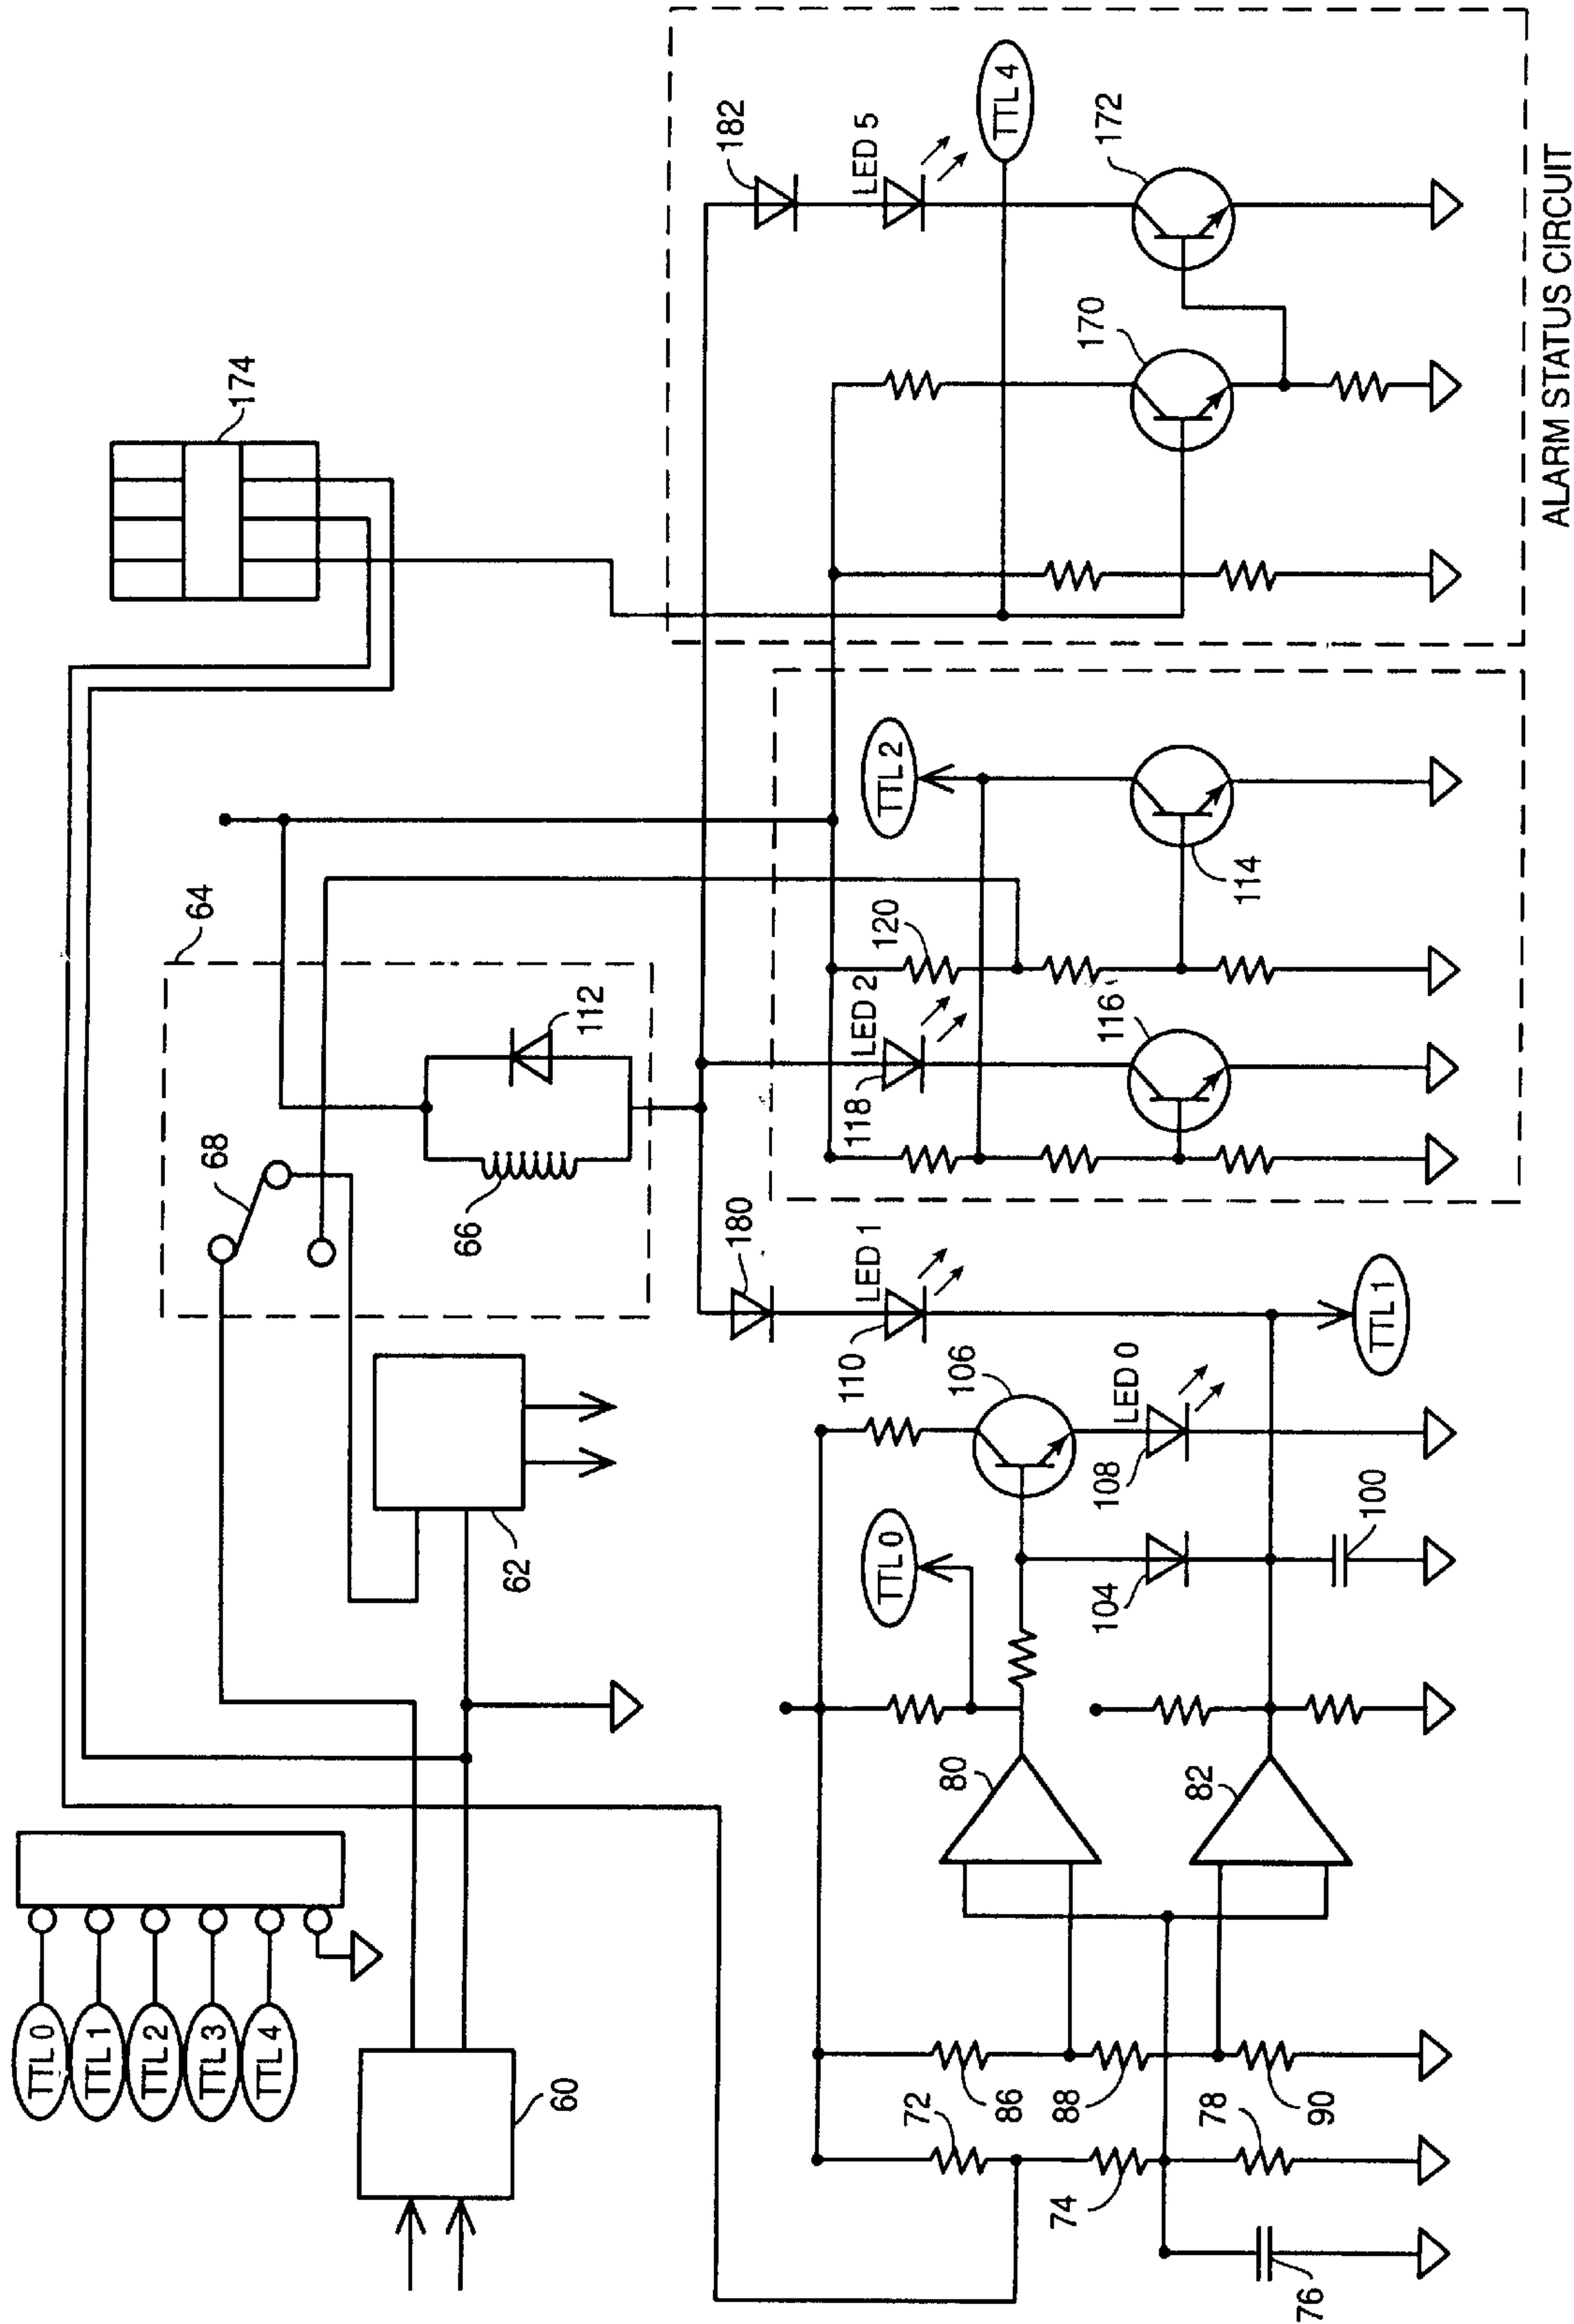 174
182
LED 5
TTL 4
172
170
ALARM STATUS CIRCUIT
64
68
66
112
TTL 2
120
LED 2
118
116
114
180
LED 1
110
106
LED 0
108
TTL 1
TTL 0
104
100
62
80
82
TTL 0
TTL 1
TTL 2
TTL 3
TTL 4
60
72
86
88
74
78
90
76